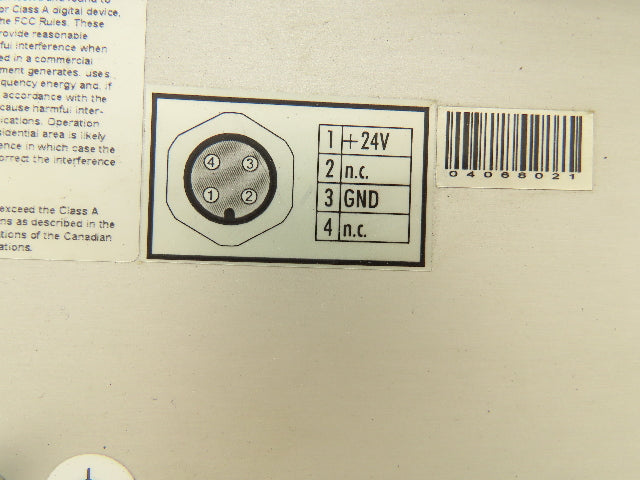 or Class A digital device,
he FCC Rules. These
provide reasonable
ful interference when
ed in a commercial
ment generates, uses
quency energy and, if
accordance with the
cause harmful inter-
ications. Operation
sidential area is likely
ence in which case the
orrect the interference
exceed the Class A
ns as described in the
tions of the Canadian
ations.
4 3
1 2
1 +24V
2 n.c.
3 GND
4 n.c.
04068021